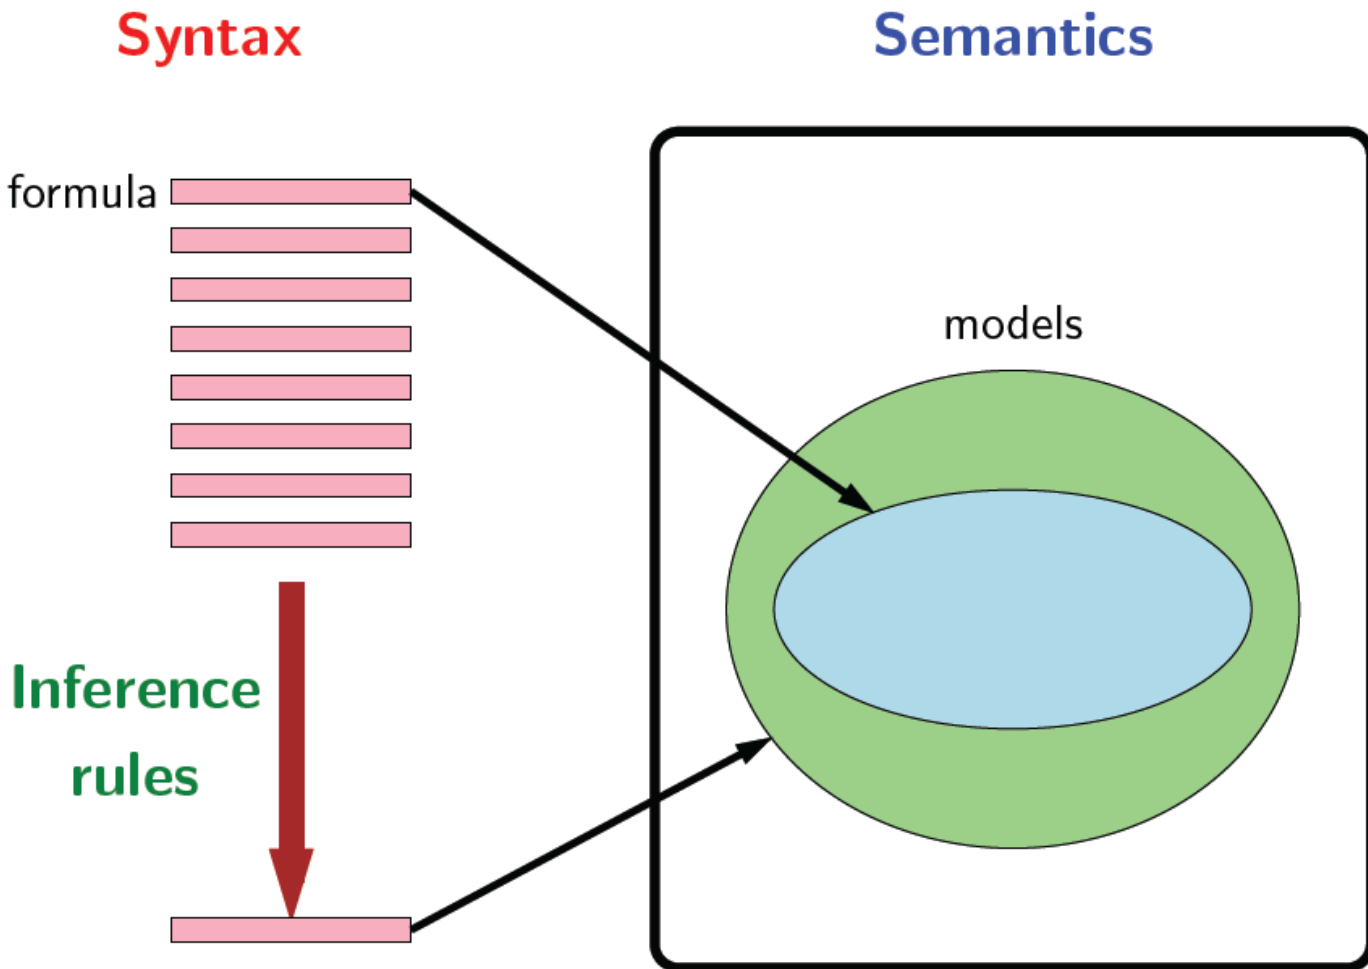 Syntax
Semantics
formula
models
Inference
rules